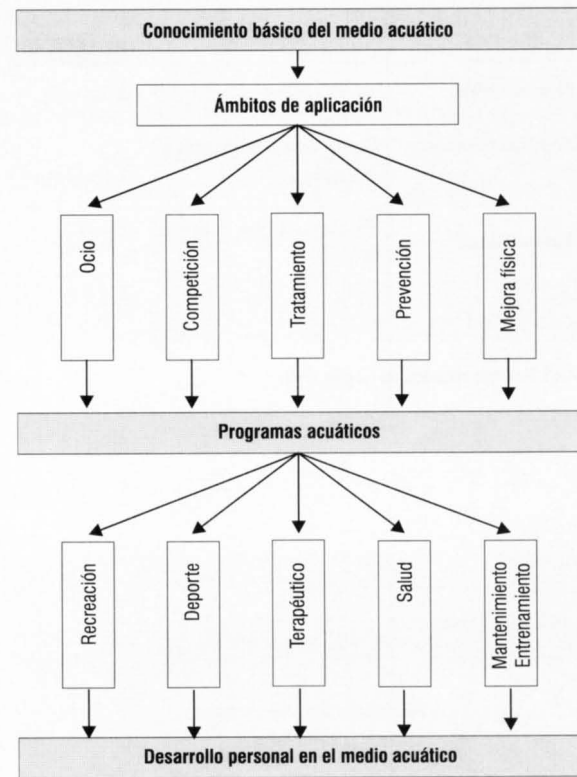 Conocimiento básico del medio acuático
Ámbitos de aplicación
Ocio
Competición
Tratamiento
Prevención
Mejora física
Programas acuáticos
Recreación
Deporte
Terapéutico
Salud
Mantenimiento
Entrenamiento
Desarrollo personal en el medio acuático